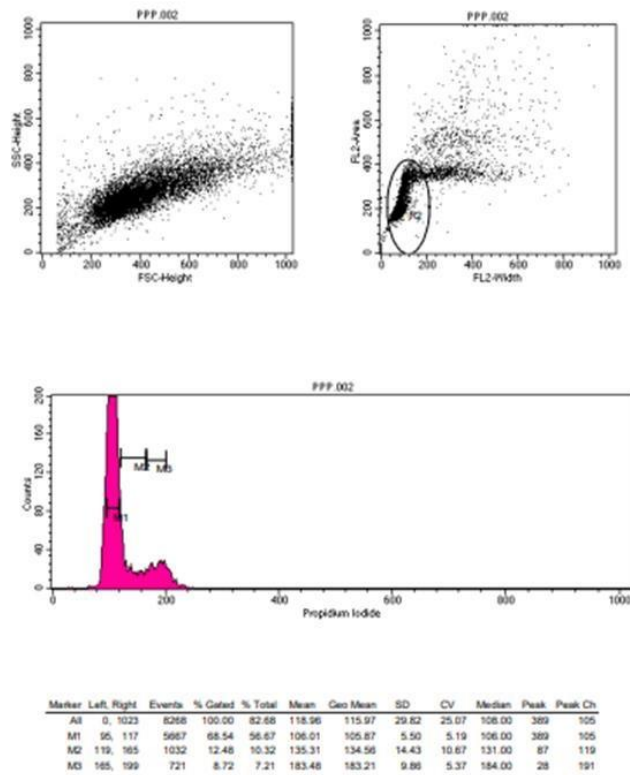 PPP.002
SSC-Height
0 200 400 600 800 1000
0 200 400 600 800 1000
FSC-Height
PPP.002
FL2-Area
0 200 400 600 800 1000
R2
0 200 400 600 800 1000
FL2-Width
PPP.002
Counts
0 40 80 120 160 200
M1
M2
M3
0 200 400 600 800 1000
Propidium Iodide
Marker Left, Right Events % Gated % Total Mean Geo Mean SD CV Median Peak Peak Ch
All 0, 1023 8268 100.00 82.68 118.96 115.97 29.82 25.07 108.00 389 105
M1 95, 117 5667 68.54 56.67 106.01 105.87 5.50 5.19 106.00 389 105
M2 119, 165 1032 12.48 10.32 135.31 134.56 14.43 10.67 131.00 87 119
M3 165, 199 721 8.72 7.21 183.48 183.21 9.86 5.37 184.00 28 191